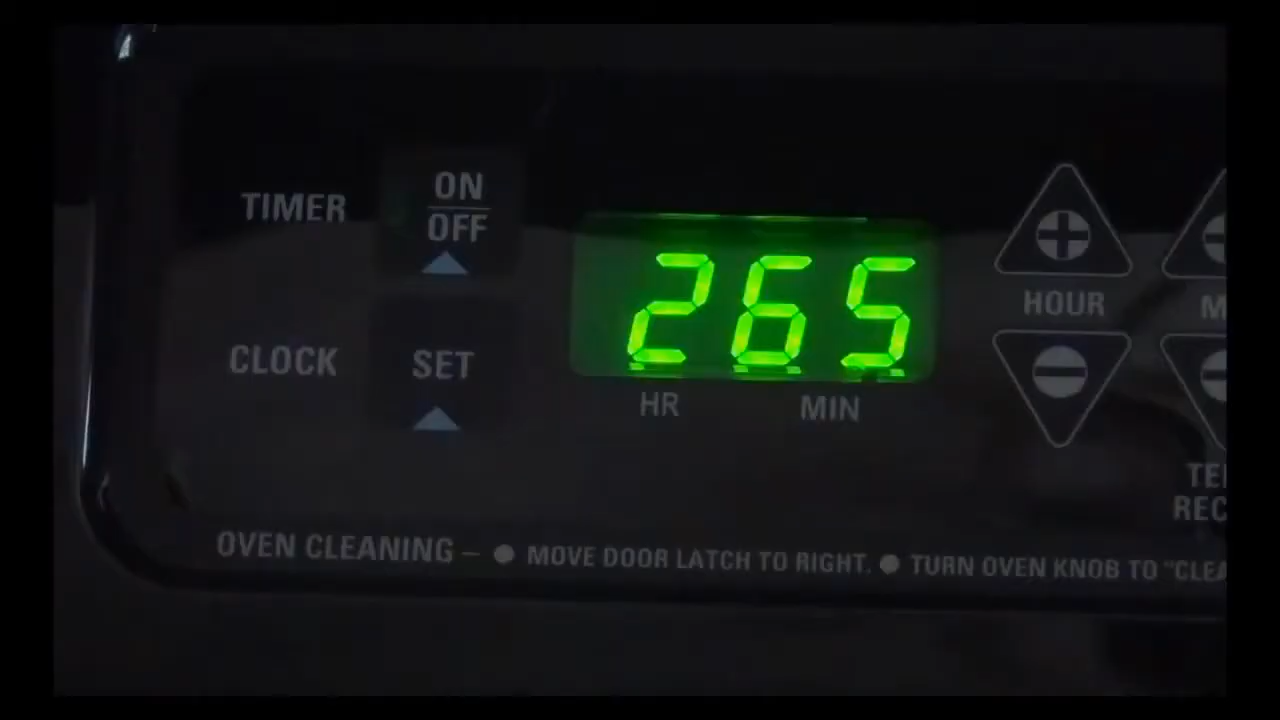 TIMER
ON
OFF
265
HOUR
HR
MIN
CLOCK
SET
OVEN CLEANING – ● MOVE DOOR LATCH TO RIGHT. ● TURN OVEN KNOB TO "CLEA